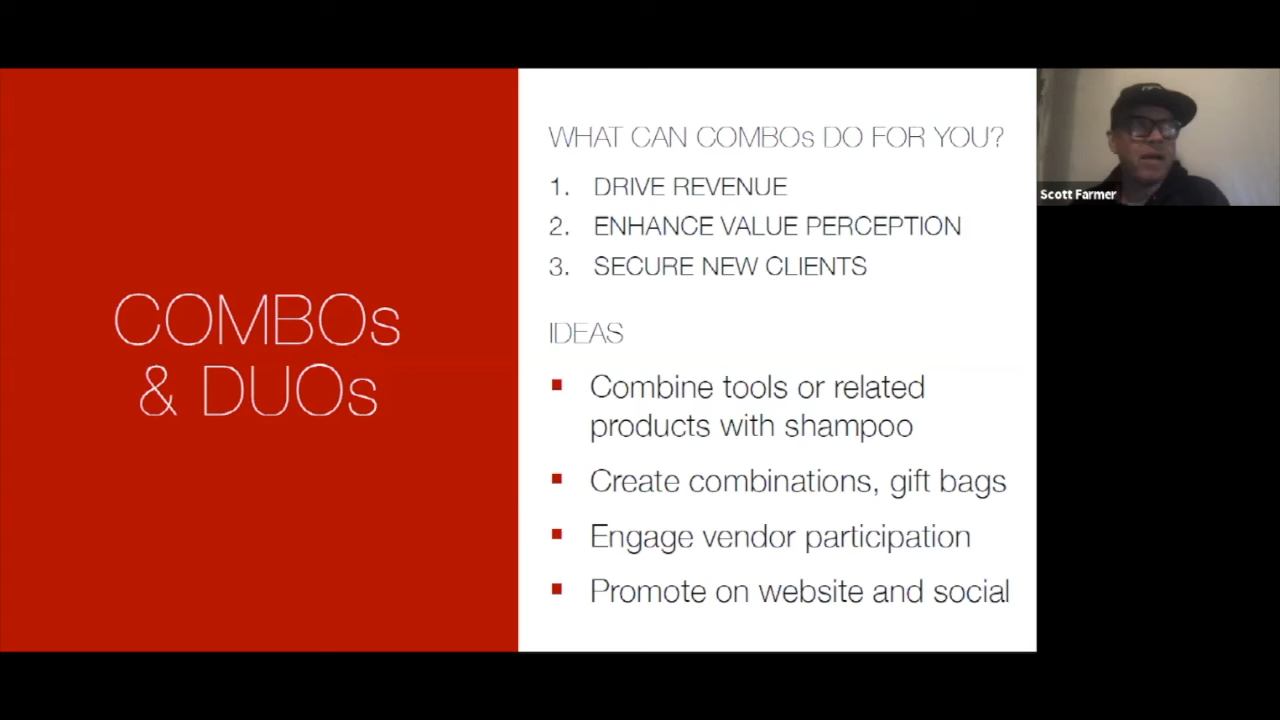 COMBOs
& DUOs
WHAT CAN COMBOs DO FOR YOU?
1. DRIVE REVENUE
2. ENHANCE VALUE PERCEPTION
3. SECURE NEW CLIENTS
IDEAS
▪ Combine tools or related
products with shampoo
▪ Create combinations, gift bags
▪ Engage vendor participation
▪ Promote on website and social
Scott Farmer